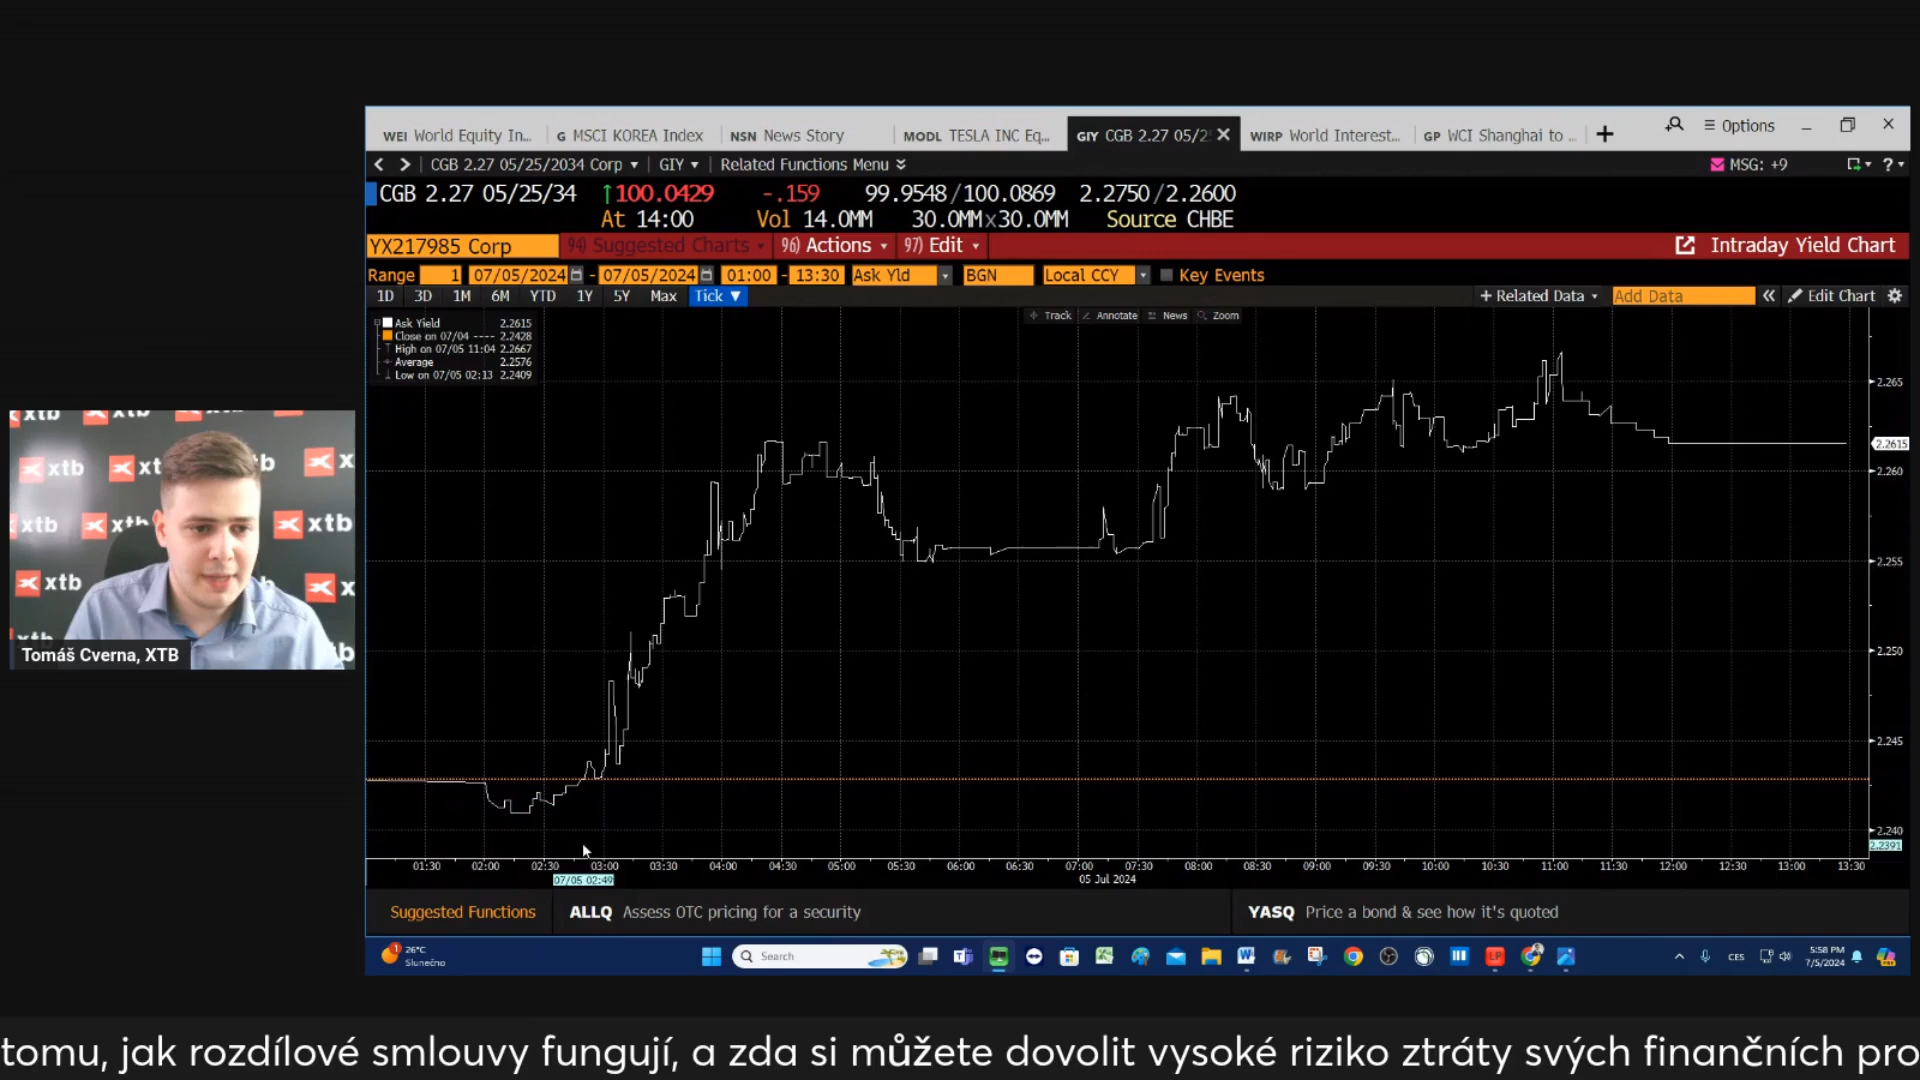 WEI World Equity In... G MSCI KOREA Index NSN News Story MODL TESLA INC Eq... GIY CGB 2.27 05/2 WIRP World Interest... GP WCI Shanghai to ... Options
CGB 2.27 05/25/2034 Corp GIY Related Functions Menu MSG: +9 ?
CGB 2.27 05/25/34 ↑100.0429 -.159 99.9548/100.0869 2.2750/2.2600
At 14:00 Vol 14.0MM 30.0MMx30.0MM Source CHBE
YX217985 Corp 94) Suggested Charts 96) Actions 97) Edit Intraday Yield Chart
Range 1 07/05/2024 - 07/05/2024 01:00 - 13:30 Ask Yld BGN Local CCY Key Events
1D 3D 1M 6M YTD 1Y 5Y Max Tick + Related Data Add Data « Edit Chart
Track Annotate News Zoom
Ask Yield 2.2615
Close on 07/04 ---- 2.2428
High on 07/05 11:04 2.2667
Average 2.2576
Low on 07/05 02:13 2.2409
2.265
2.2615
2.260
2.255
2.250
2.245
2.240
2.2391
xtb
Tomáš Cverna, XTB
01:30 02:00 02:30 03:00 03:30 04:00 04:30 05:00 05:30 06:00 06:30 07:00 07:30 08:00 08:30 09:00 09:30 10:00 10:30 11:00 11:30 12:00 12:30 13:00 13:30
07/05 02:49 05 Jul 2024
Suggested Functions ALLQ Assess OTC pricing for a security YASQ Price a bond & see how it's quoted
26°C
Slunečno
Search
CES
5:58 PM
7/5/2024
tomu, jak rozdílové smlouvy fungují, a zda si můžete dovolit vysoké riziko ztráty svých finančních pro